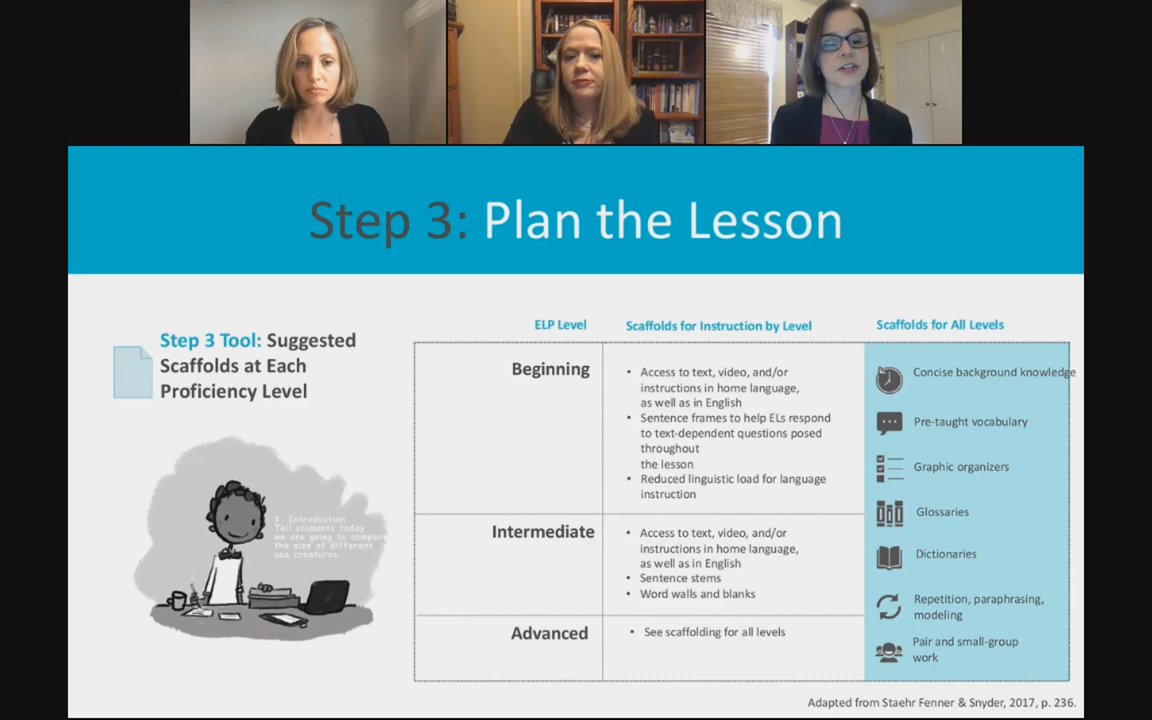 Step 3: Plan the Lesson
Step 3 Tool: Suggested
Scaffolds at Each
Proficiency Level
1. Introduction
Tell students today
we are going to compare
the size of different
sea creatures.
ELP Level
Scaffolds for Instruction by Level
Scaffolds for All Levels
Beginning
• Access to text, video, and/or
instructions in home language,
as well as in English
• Sentence frames to help ELs respond
to text-dependent questions posed
throughout
the lesson
• Reduced linguistic load for language
instruction
Intermediate
• Access to text, video, and/or
instructions in home language,
as well as in English
• Sentence stems
• Word walls and blanks
Advanced
• See scaffolding for all levels
Concise background knowledge
Pre-taught vocabulary
Graphic organizers
Glossaries
Dictionaries
Repetition, paraphrasing,
modeling
Pair and small-group
work
Adapted from Staehr Fenner & Snyder, 2017, p. 236.